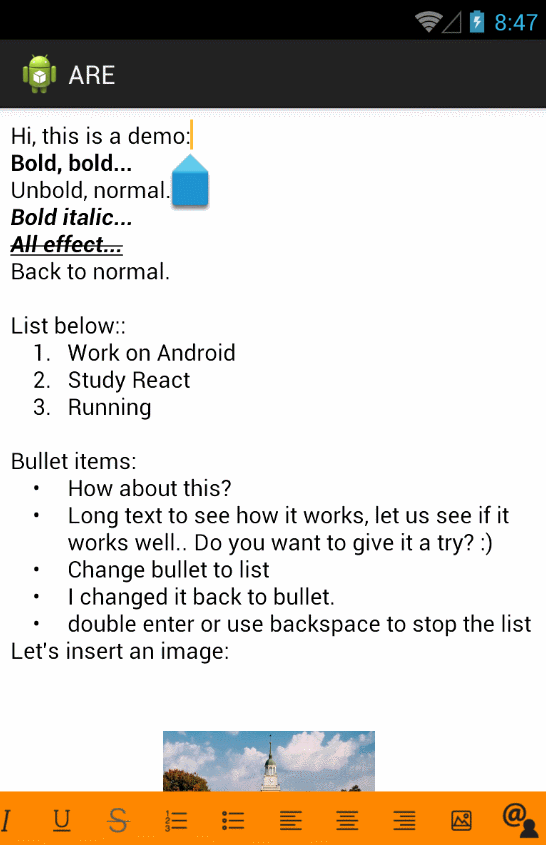 8:47
ARE
Hi, this is a demo:
Bold, bold...
Unbold, normal.
Bold italic...
All effect...
Back to normal.
List below::
1. Work on Android
2. Study React
3. Running
Bullet items:
• How about this?
• Long text to see how it works, let us see if it
works well.. Do you want to give it a try? :)
• Change bullet to list
• I changed it back to bullet.
• double enter or use backspace to stop the list
Let's insert an image:
I U S @